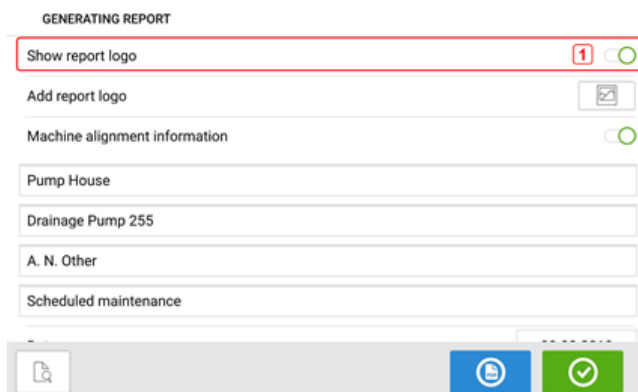 GENERATING REPORT
Show report logo 1
Add report logo
Machine alignment information
Pump House
Drainage Pump 255
A. N. Other
Scheduled maintenance